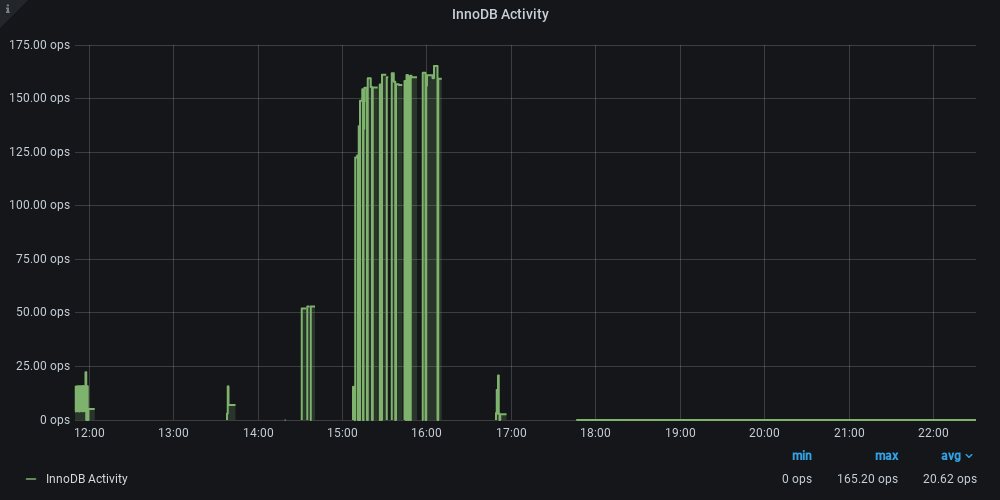 i
InnoDB Activity
175.00 ops
150.00 ops
125.00 ops
100.00 ops
75.00 ops
50.00 ops
25.00 ops
0 ops
12:00 13:00 14:00 15:00 16:00 17:00 18:00 19:00 20:00 21:00 22:00
min max avg
InnoDB Activity 0 ops 165.20 ops 20.62 ops